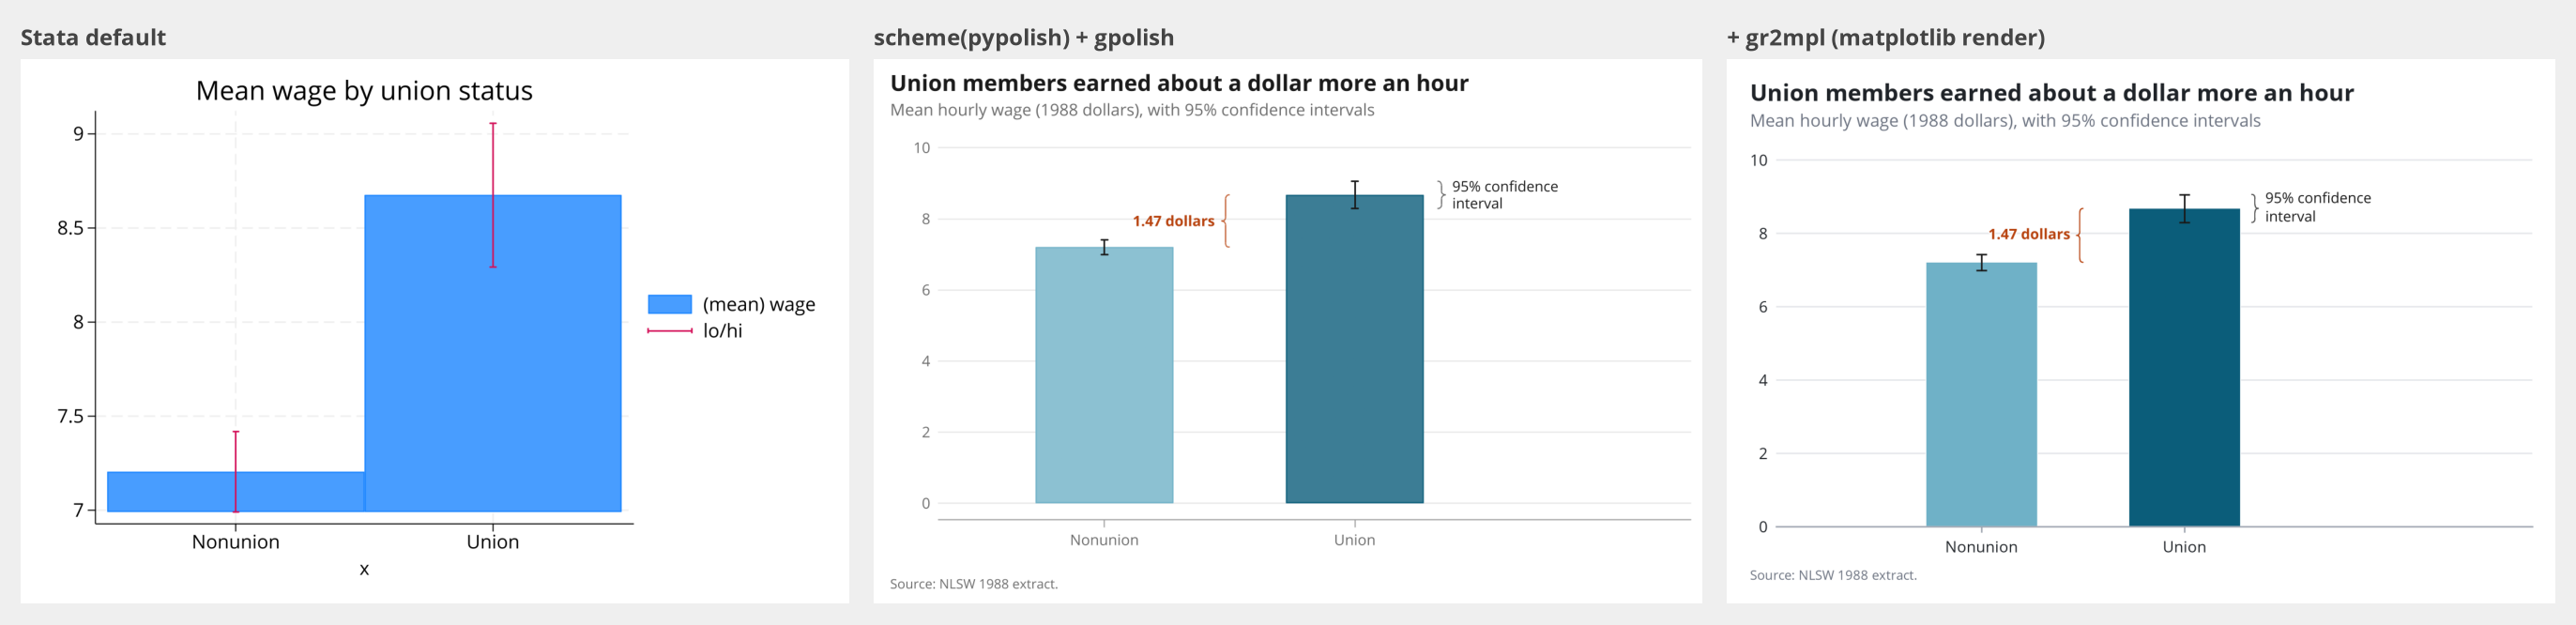 Stata default
Mean wage by union status
9
8.5
8
7.5
7
Nonunion
Union
x
(mean) wage
lo/hi
scheme(pypolish) + gpolish
Union members earned about a dollar more an hour
Mean hourly wage (1988 dollars), with 95% confidence intervals
10
8
6
4
2
0
1.47 dollars
95% confidence
interval
Nonunion
Union
Source: NLSW 1988 extract.
+ gr2mpl (matplotlib render)
Union members earned about a dollar more an hour
Mean hourly wage (1988 dollars), with 95% confidence intervals
10
8
6
4
2
0
1.47 dollars
95% confidence
interval
Nonunion
Union
Source: NLSW 1988 extract.